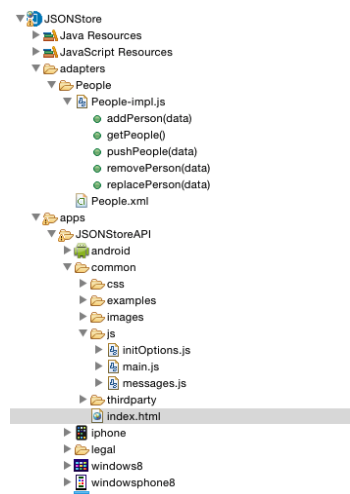 JSONStore
Java Resources
JavaScript Resources
adapters
People
People-impl.js
addPerson(data)
getPeople()
pushPeople(data)
removePerson(data)
replacePerson(data)
People.xml
apps
JSONStoreAPI
android
common
css
examples
images
js
initOptions.js
main.js
messages.js
thirdparty
index.html
iphone
legal
windows8
windowsphone8